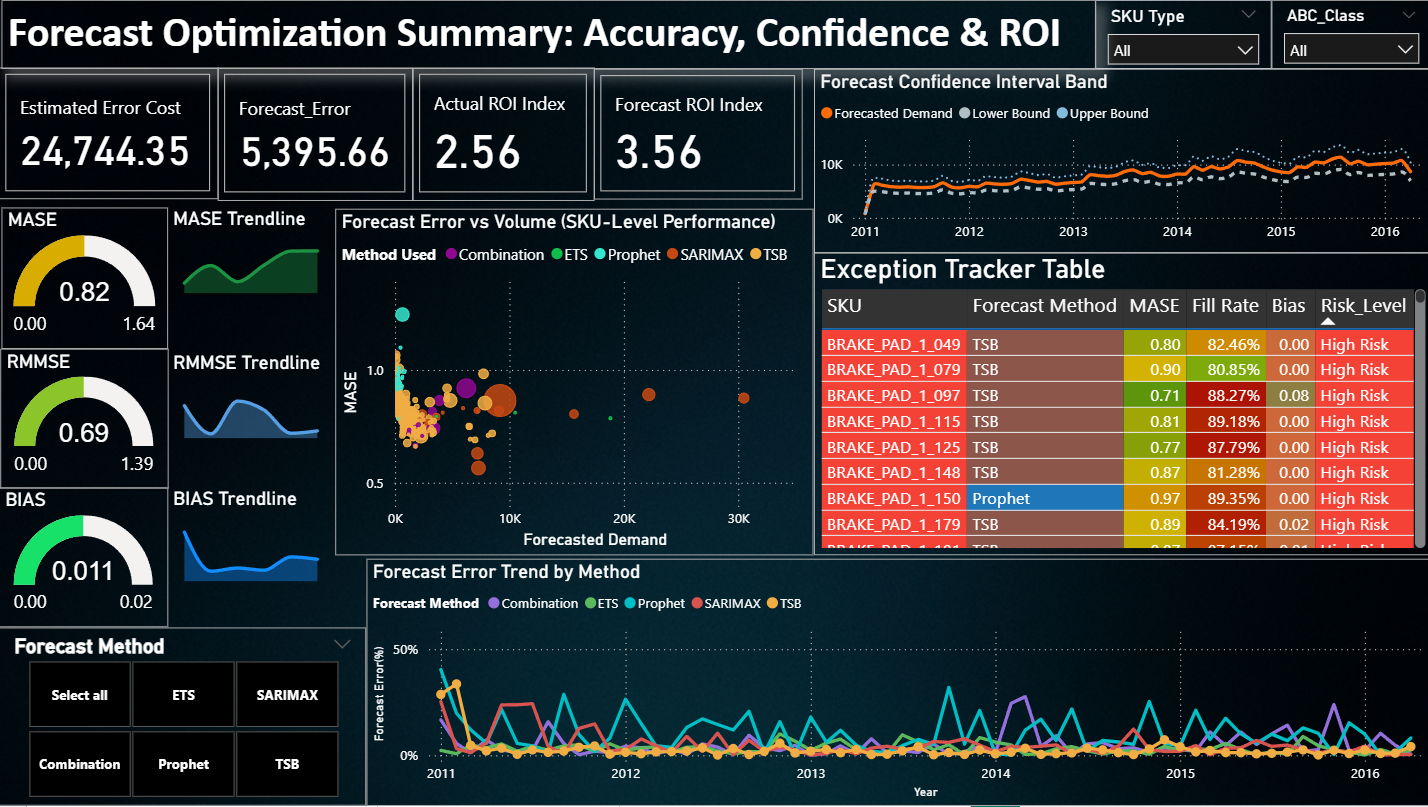 Forecast Optimization Summary: Accuracy, Confidence & ROI
SKU Type
All
ABC_Class
All
Estimated Error Cost
24,744.35
Forecast_Error
5,395.66
Actual ROI Index
2.56
Forecast ROI Index
3.56
Forecast Confidence Interval Band
Forecasted Demand Lower Bound Upper Bound
10K
0K
2011 2012 2013 2014 2015 2016
MASE
0.82
0.00 1.64
MASE Trendline
RMMSE
0.69
0.00 1.39
RMMSE Trendline
BIAS
0.011
0.00 0.02
BIAS Trendline
Forecast Error vs Volume (SKU-Level Performance)
Method Used Combination ETS Prophet SARIMAX TSB
MASE
1.0
0.5
0K 10K 20K 30K
Forecasted Demand
Exception Tracker Table
SKU Forecast Method MASE Fill Rate Bias Risk_Level
BRAKE_PAD_1_049 TSB 0.80 82.46% 0.00 High Risk
BRAKE_PAD_1_079 TSB 0.90 80.85% 0.00 High Risk
BRAKE_PAD_1_097 TSB 0.71 88.27% 0.08 High Risk
BRAKE_PAD_1_115 TSB 0.81 89.18% 0.00 High Risk
BRAKE_PAD_1_125 TSB 0.77 87.79% 0.00 High Risk
BRAKE_PAD_1_148 TSB 0.87 81.28% 0.00 High Risk
BRAKE_PAD_1_150 Prophet 0.97 89.35% 0.00 High Risk
BRAKE_PAD_1_179 TSB 0.89 84.19% 0.02 High Risk
Forecast Method
Select all ETS SARIMAX
Combination Prophet TSB
Forecast Error Trend by Method
Forecast Method Combination ETS Prophet SARIMAX TSB
Forecast Error(%)
50%
0%
2011 2012 2013 2014 2015 2016
Year